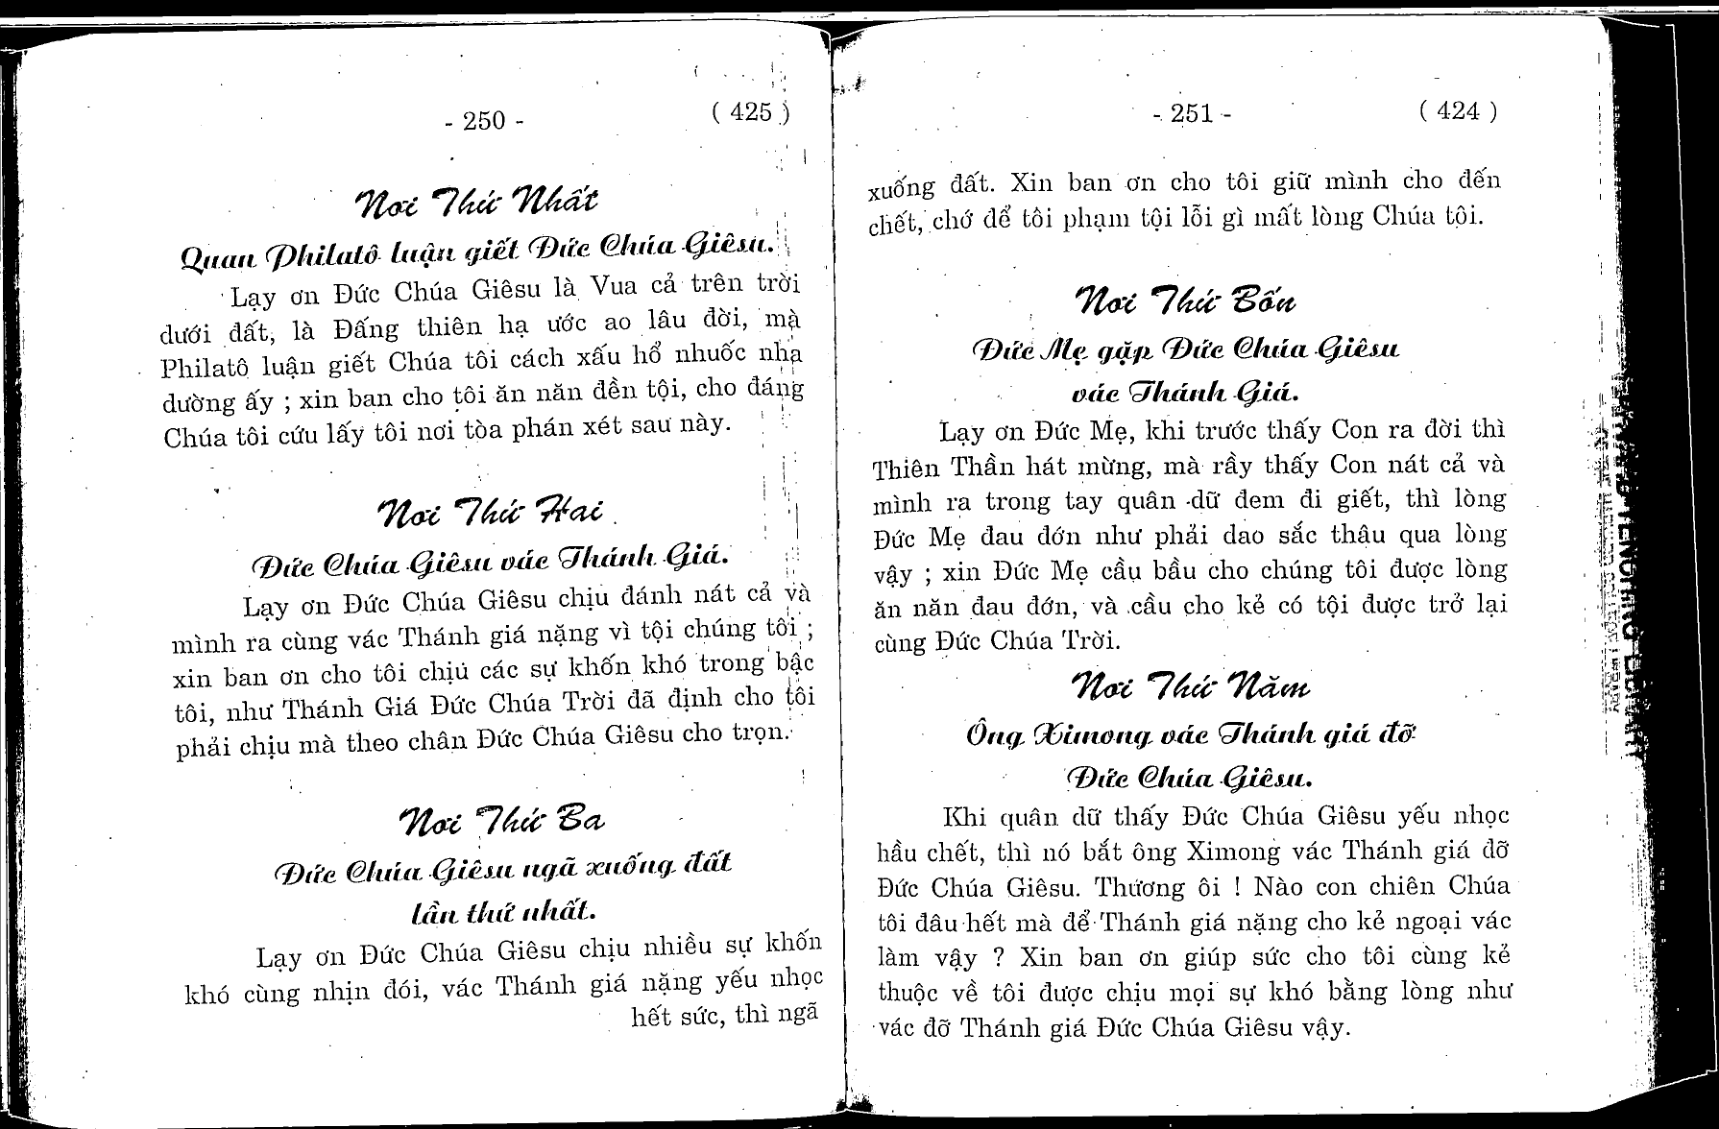 - 250 -
( 425 )
Nơi Thứ Nhất
Quan Philatô luận giết Đức Chúa Giêsu.
Lạy ơn Đức Chúa Giêsu là Vua cả trên trời
dưới đất, là Đấng thiên hạ ước ao lâu đời, mà
Philatô luận giết Chúa tôi cách xấu hổ nhuốc nha
dường ấy ; xin ban cho tôi ăn năn đền tội, cho đáng
Chúa tôi cứu lấy tôi nơi tòa phán xét sau này.
Nơi Thứ Hai
Đức Chúa Giêsu vác Thánh Giá.
Lạy ơn Đức Chúa Giêsu chịu đánh nát cả và
mình ra cùng vác Thánh giá nặng vì tội chúng tôi ;
xin ban ơn cho tôi chịu các sự khốn khó trong bậc
tôi, như Thánh Giá Đức Chúa Trời đã định cho tôi
phải chịu mà theo chân Đức Chúa Giêsu cho trọn.
Nơi Thứ Ba
Đức Chúa Giêsu ngã xuống đất
lần thứ nhất.
Lạy ơn Đức Chúa Giêsu chịu nhiều sự khốn
khó cùng nhịn đói, vác Thánh giá nặng yếu nhọc
hết sức, thì ngã
- 251 -
( 424 )
xuống đất. Xin ban ơn cho tôi giữ mình cho đến
chết, chớ để tôi phạm tội lỗi gì mất lòng Chúa tôi.
Nơi Thứ Bốn
Đức Mẹ gặp Đức Chúa Giêsu
vác Thánh Giá.
Lạy ơn Đức Mẹ, khi trước thấy Con ra đời thì
Thiên Thần hát mừng, mà rầy thấy Con nát cả và
mình ra trong tay quân dữ đem đi giết, thì lòng
Đức Mẹ đau đớn như phải dao sắc thâu qua lòng
vậy ; xin Đức Mẹ cầu bầu cho chúng tôi được lòng
ăn năn đau đớn, và cầu cho kẻ có tội được trở lại
cùng Đức Chúa Trời.
Nơi Thứ Năm
Ông Ximong vác Thánh giá đỡ
Đức Chúa Giêsu.
Khi quân dữ thấy Đức Chúa Giêsu yếu nhọc
hầu chết, thì nó bắt ông Ximong vác Thánh giá đỡ
Đức Chúa Giêsu. Thương ôi ! Nào con chiên Chúa
tôi đâu hết mà để Thánh giá nặng cho kẻ ngoại vác
làm vậy ? Xin ban ơn giúp sức cho tôi cùng kẻ
thuộc về tôi được chịu mọi sự khó bằng lòng như
vác đỡ Thánh giá Đức Chúa Giêsu vậy.